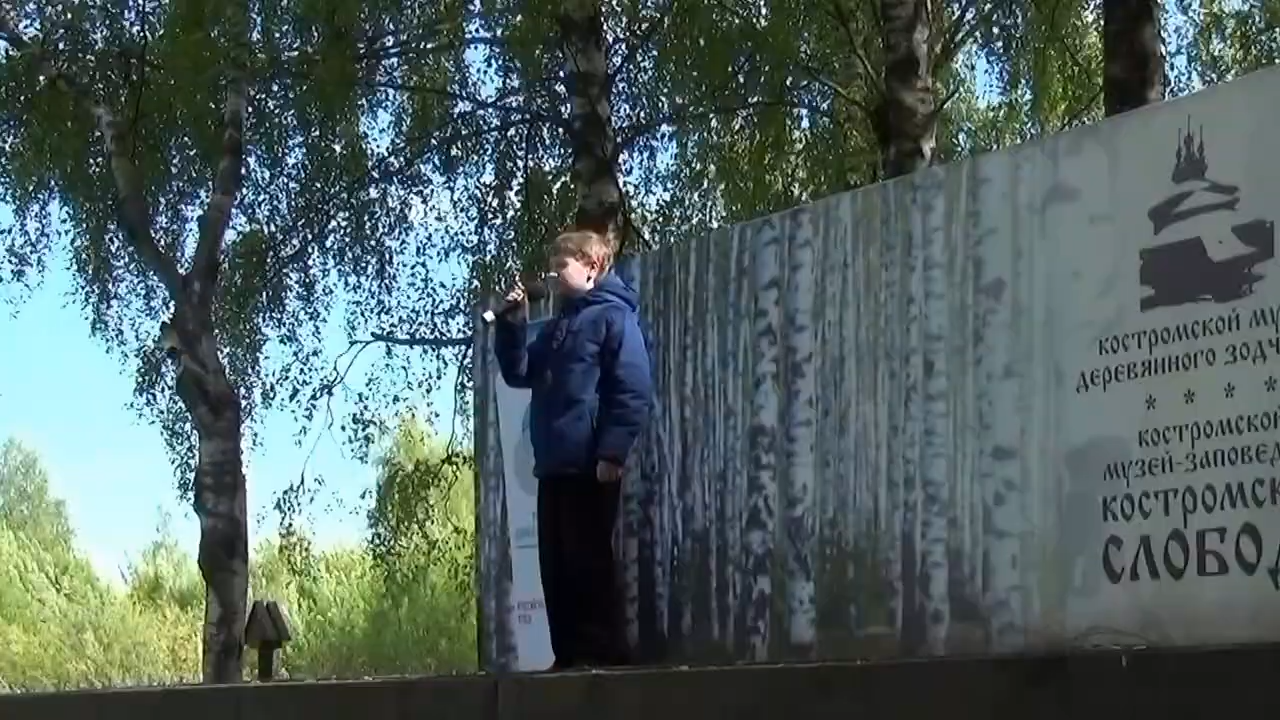 костромской му
деревянного зодч
* * * *
костромской
музей-заповед
костромск
слобод